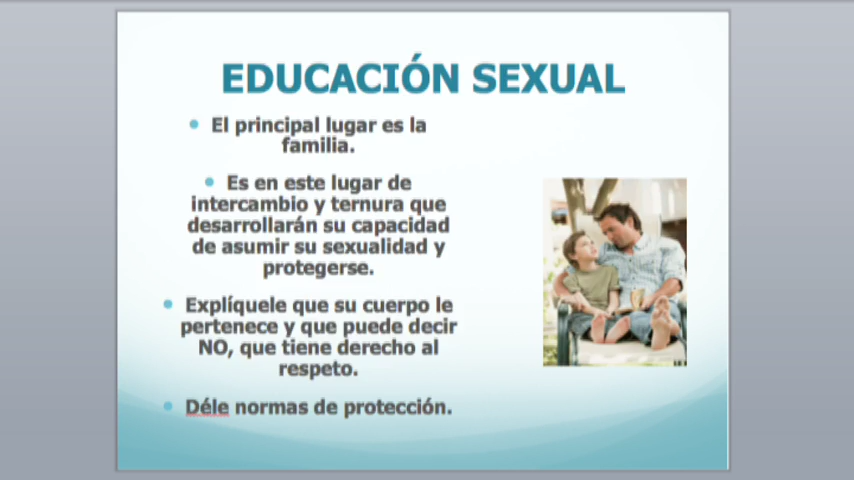 EDUCACIÓN SEXUAL
• El principal lugar es la
familia.
• Es en este lugar de
intercambio y ternura que
desarrollarán su capacidad
de asumir su sexualidad y
protegerse.
• Explíquele que su cuerpo le
pertenece y que puede decir
NO, que tiene derecho al
respeto.
• Déle normas de protección.